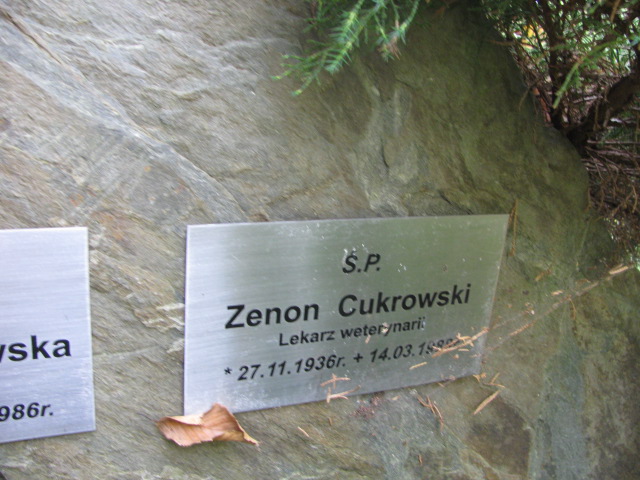 wska
986r.
Ś.P.
Zenon Cukrowski
Lekarz weterynarii
* 27.11.1936r. + 14.03.